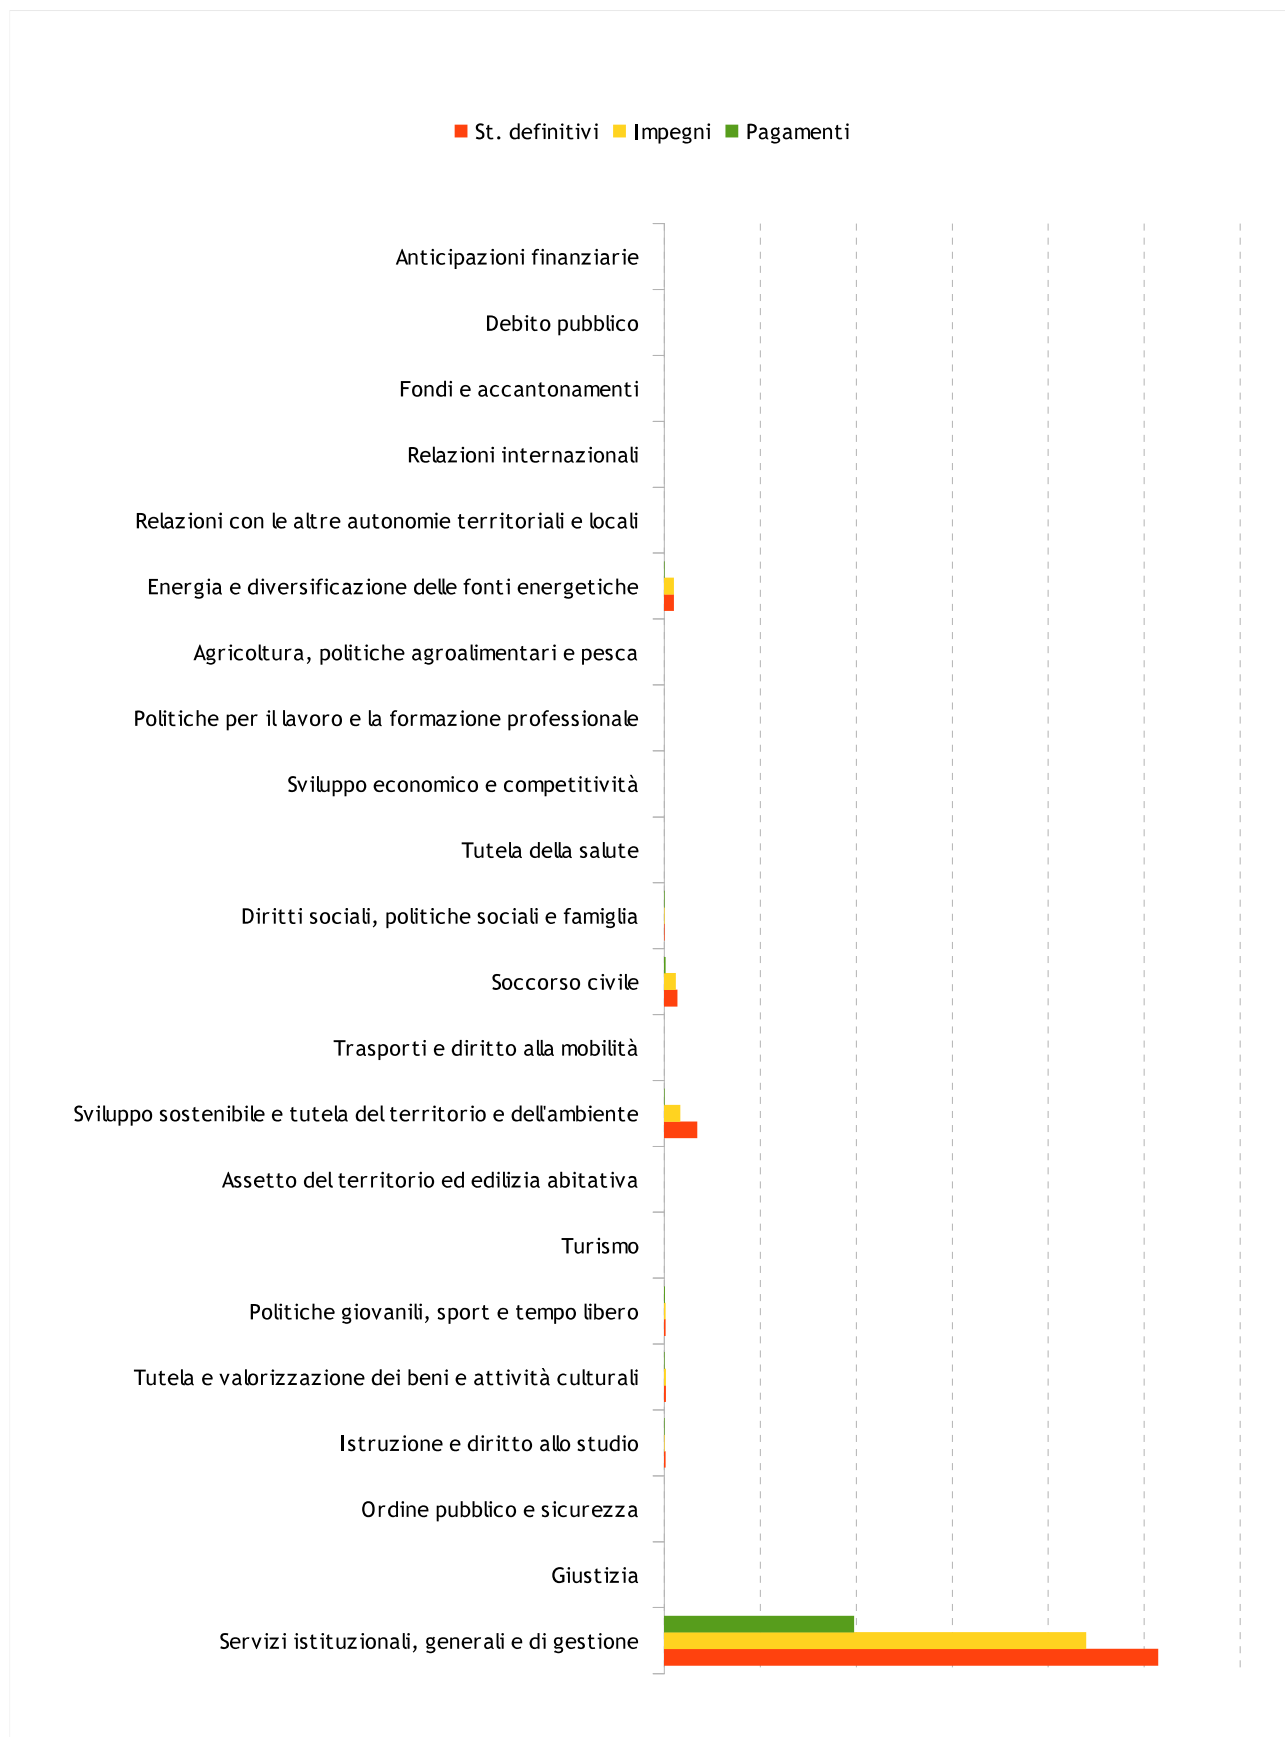 St. definitivi Impegni Pagamenti
Anticipazioni finanziarie
Debito pubblico
Fondi e accantonamenti
Relazioni internazionali
Relazioni con le altre autonomie territoriali e locali
Energia e diversificazione delle fonti energetiche
Agricoltura, politiche agroalimentari e pesca
Politiche per il lavoro e la formazione professionale
Sviluppo economico e competitività
Tutela della salute
Diritti sociali, politiche sociali e famiglia
Soccorso civile
Trasporti e diritto alla mobilità
Sviluppo sostenibile e tutela del territorio e dell'ambiente
Assetto del territorio ed edilizia abitativa
Turismo
Politiche giovanili, sport e tempo libero
Tutela e valorizzazione dei beni e attività culturali
Istruzione e diritto allo studio
Ordine pubblico e sicurezza
Giustizia
Servizi istituzionali, generali e di gestione